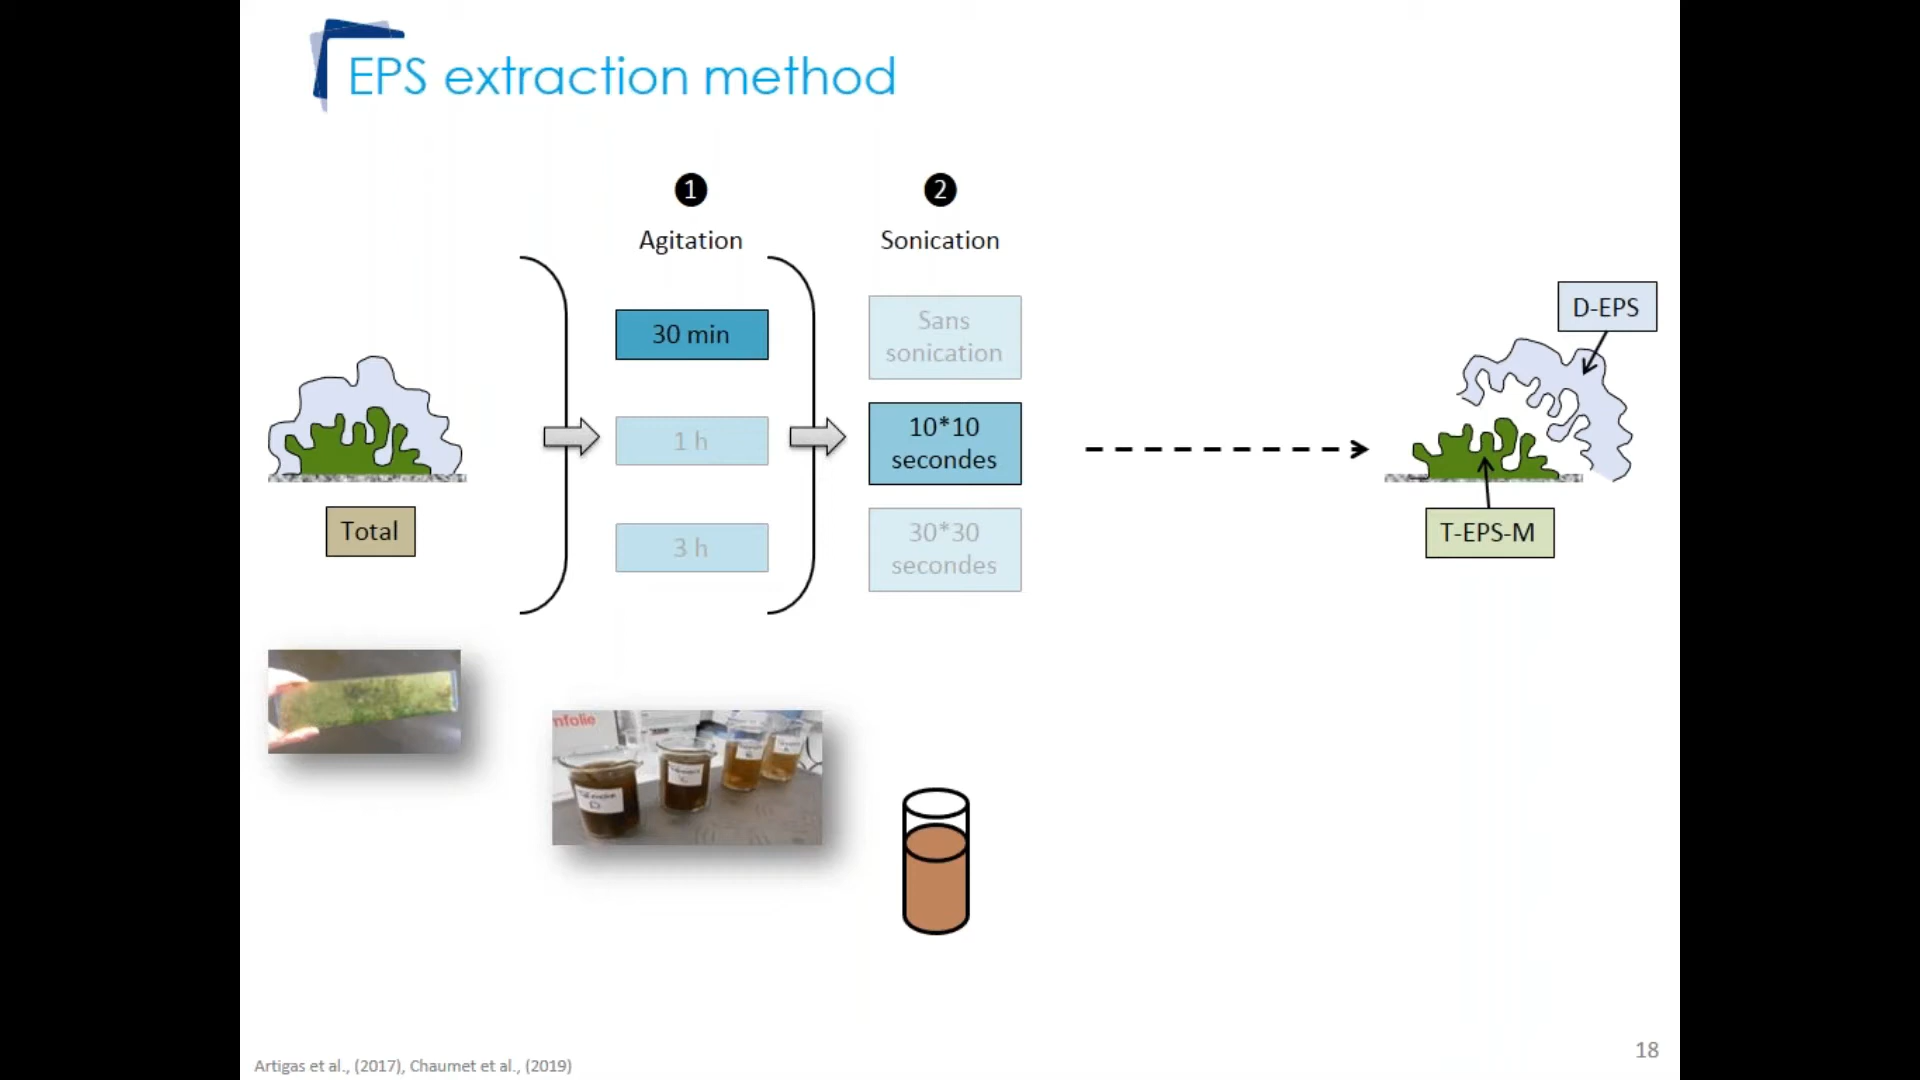 EPS extraction method
1
2
Agitation
Sonication
30 min
1 h
3 h
Sans
sonication
10*10
secondes
30*30
secondes
Total
D-EPS
T-EPS-M
nfolie
D
Artigas et al., (2017), Chaumet et al., (2019)
18